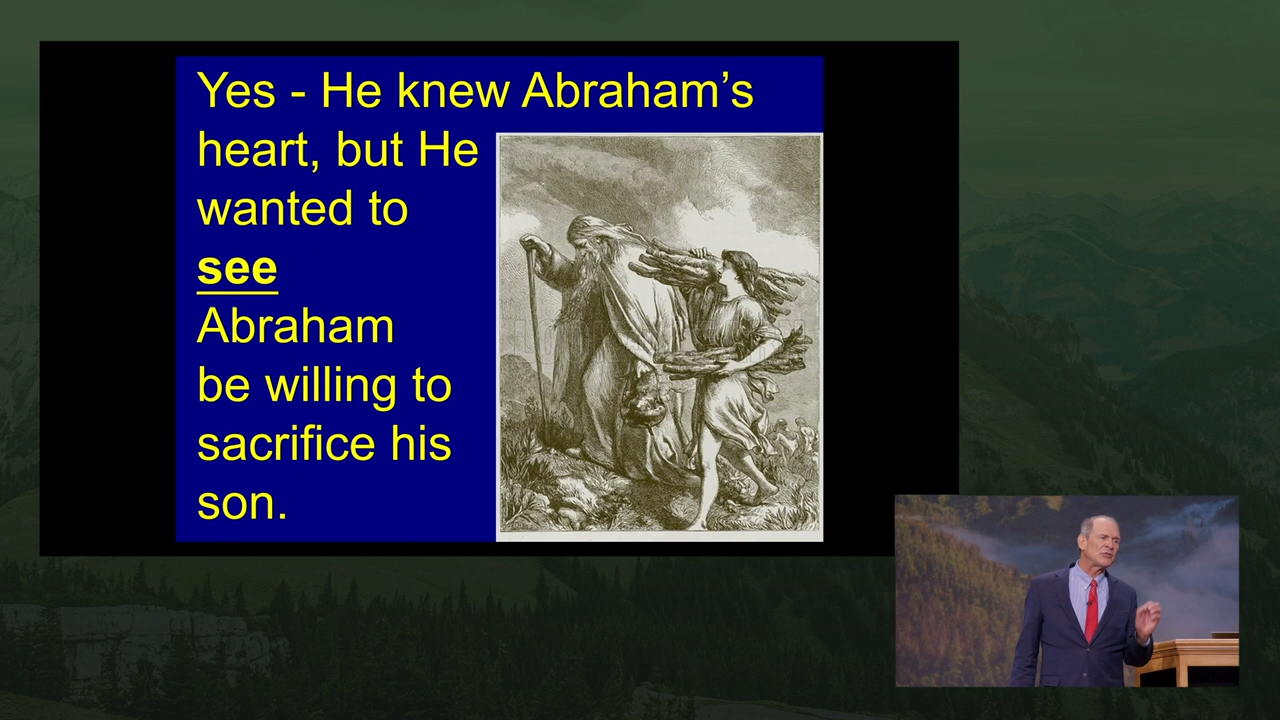 Yes - He knew Abraham’s
heart, but He
wanted to
see
Abraham
be willing to
sacrifice his
son.